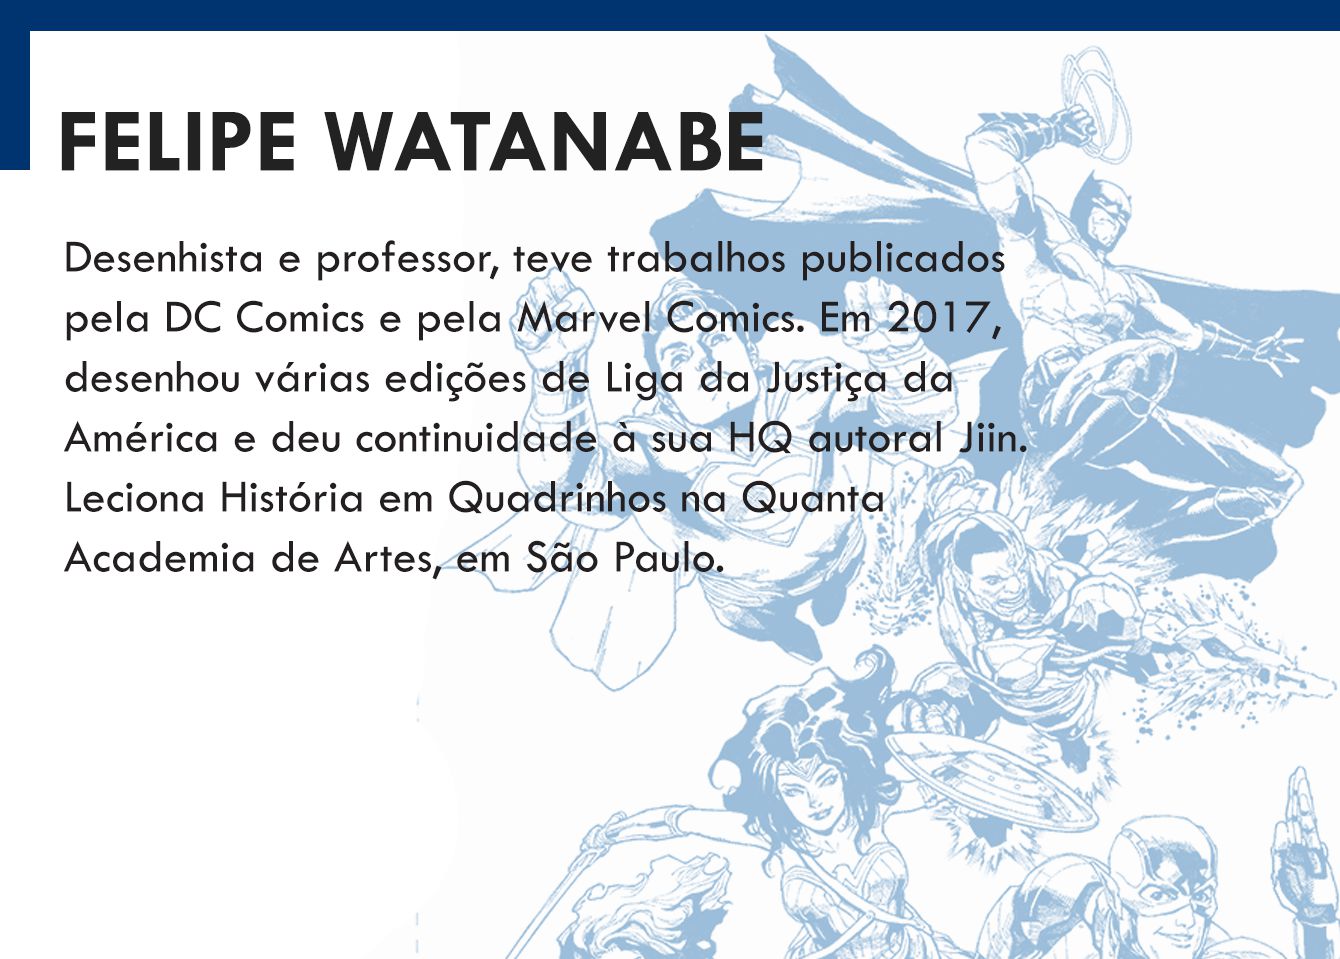 FELIPE WATANABE
Desenhista e professor, teve trabalhos publicados
pela DC Comics e pela Marvel Comics. Em 2017,
desenhou várias edições de Liga da Justiça da
América e deu continuidade à sua HQ autoral Jiin.
Leciona História em Quadrinhos na Quanta
Academia de Artes, em São Paulo.